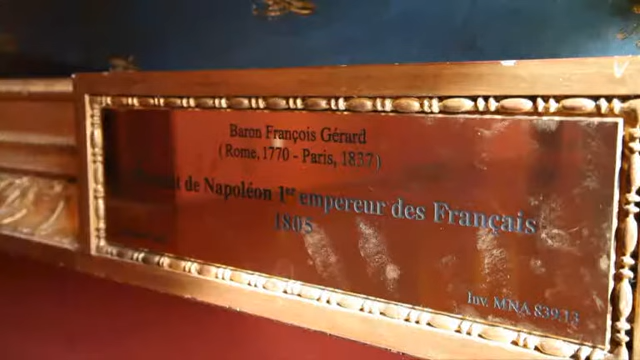 Baron François Gérard
(Rome, 1770 - Paris, 1837)
de Napoléon 1er empereur des Français
1805
Inv. MNA 839.13